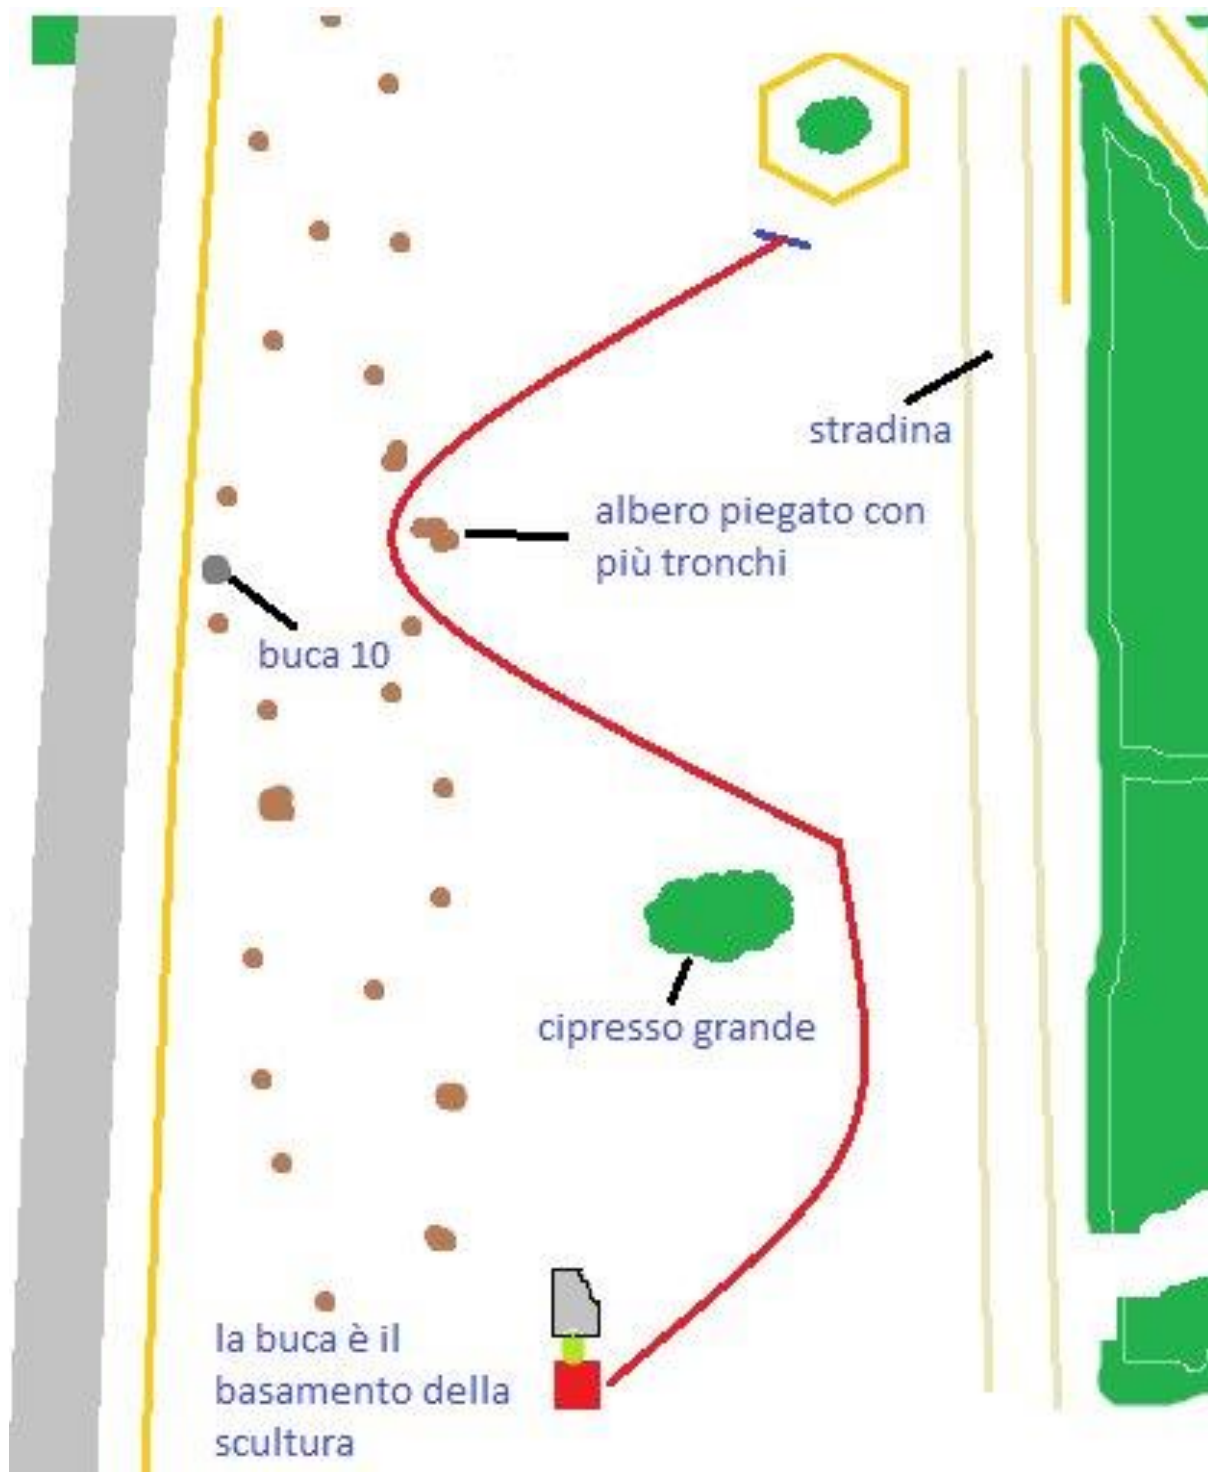 stradina
albero piegato con
più tronchi
buca 10
cipresso grande
la buca è il
basamento della
scultura